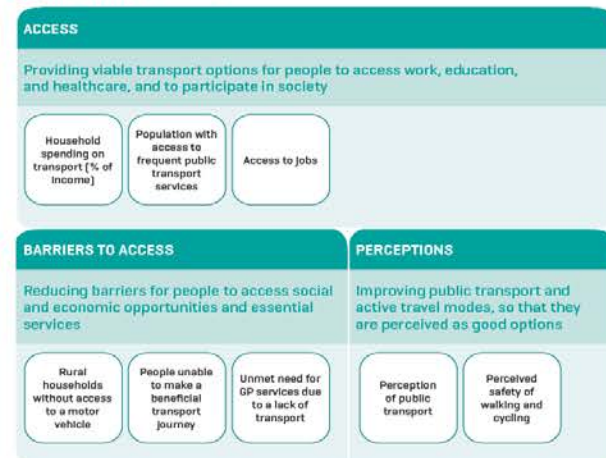 ACCESS
Providing viable transport options for people to access work, education,
and healthcare, and to participate in society
Household
spending on
transport (% of
Income)
Population with
access to
frequent public
transport
services
Access to jobs
BARRIERS TO ACCESS
Reducing barriers for people to access social
and economic opportunities and essential
services
Rural
households
without access
to a motor
vehicle
People unable
to make a
beneficial
transport
journey
Unmet need for
GP services due
to a lack of
transport
PERCEPTIONS
Improving public transport and
active travel modes, so that they
are perceived as good options
Perception
of public
transport
Perceived
safety of
walking and
cycling